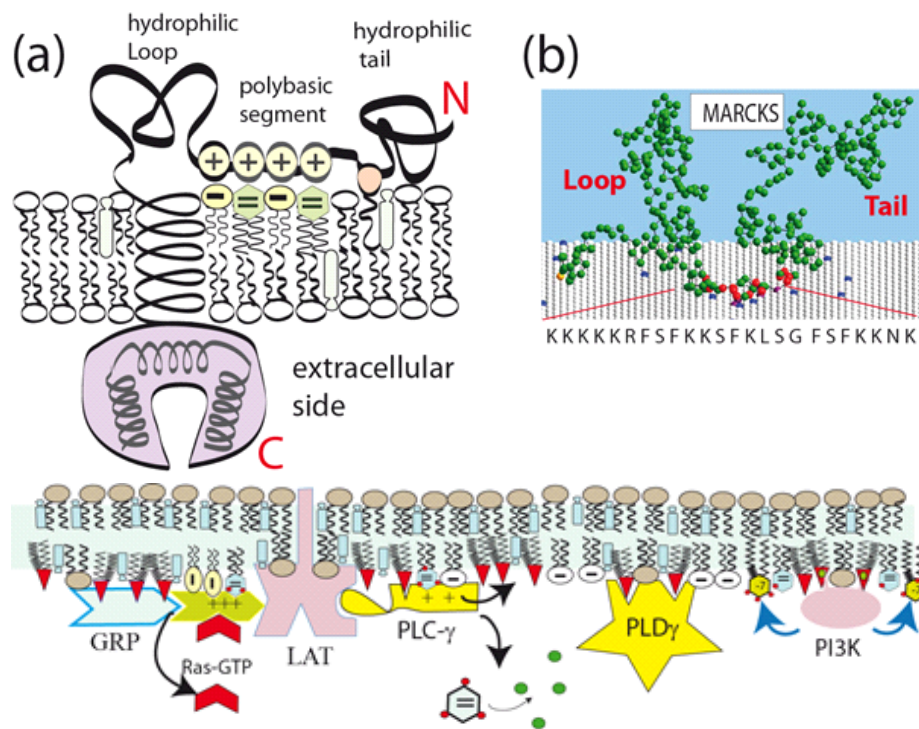 (a)
hydrophilic
Loop
hydrophilic
tail
polybasic
segment
N
+ + + +
− = − =
extracellular
side
C
(b)
MARCKS
Loop
Tail
KKKKKRFSFKKSFKLSG FSFKKNK
GRP
+++
Ras-GTP
LAT
++
PLC-γ
=
PLDγ
PI3K